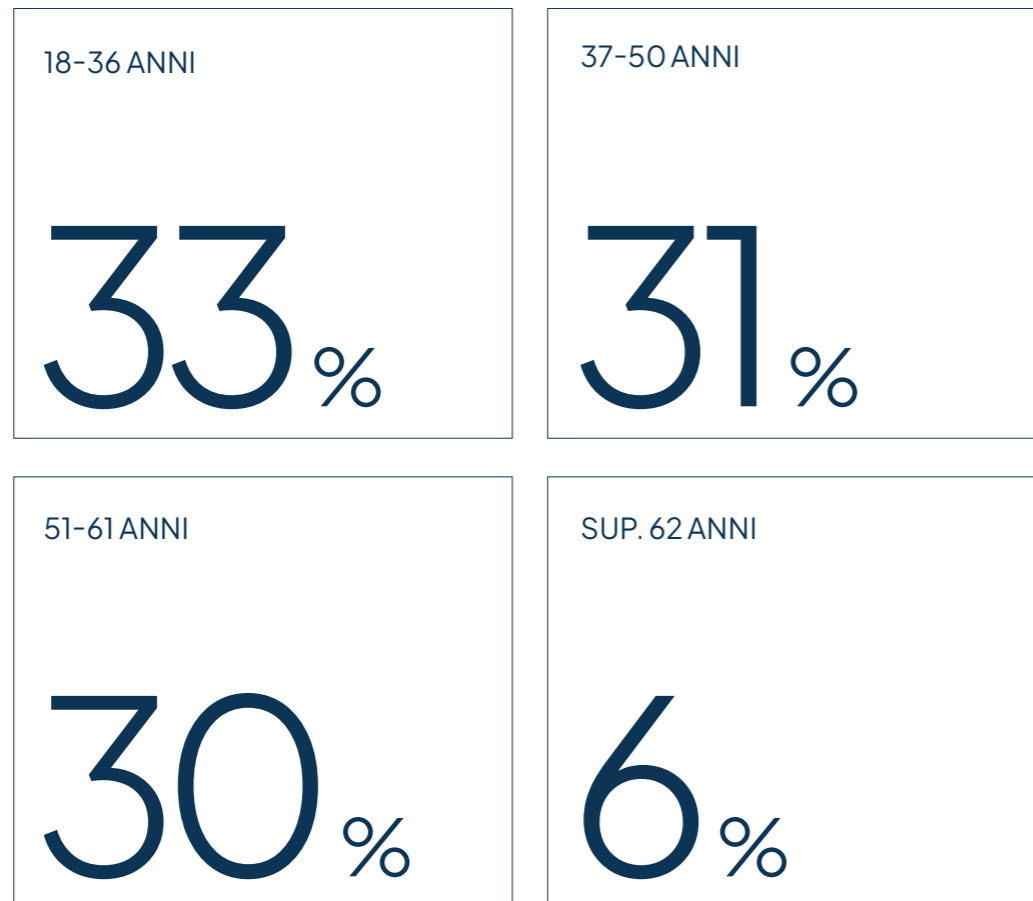 18-36 ANNI
33 %
37-50 ANNI
31 %
51-61 ANNI
30 %
SUP. 62 ANNI
6 %